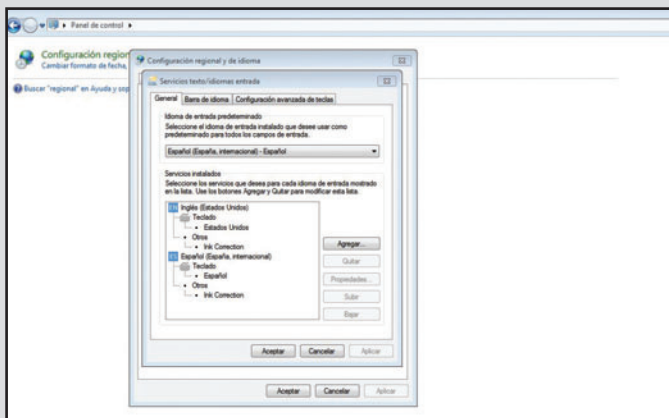 Panel de control
Configuración region
Cambiar formato de fecha,
Buscar "regional" en Ayuda y sop
Configuración regional y de idioma
Servicios texto/idiomas entrada
General Barra de idioma Configuración avanzada de teclas
Idioma de entrada predeterminado
Seleccione el idioma de entrada instalado que desee usar como
predeterminado para todos los campos de entrada.
Español (España, internacional) - Español
Servicios instalados
Seleccione los servicios que desea para cada idioma de entrada mostrado
en la lista. Use los botones Agregar y Quitar para modificar esta lista.
EN Inglés (Estados Unidos)
Teclado
• Estados Unidos
• Otros
• Ink Correction
ES Español (España, internacional)
Teclado
• Español
• Otros
• Ink Correction
Agregar...
Quitar
Propiedades...
Subir
Bajar
Aceptar Cancelar Aplicar
Aceptar Cancelar Aplicar